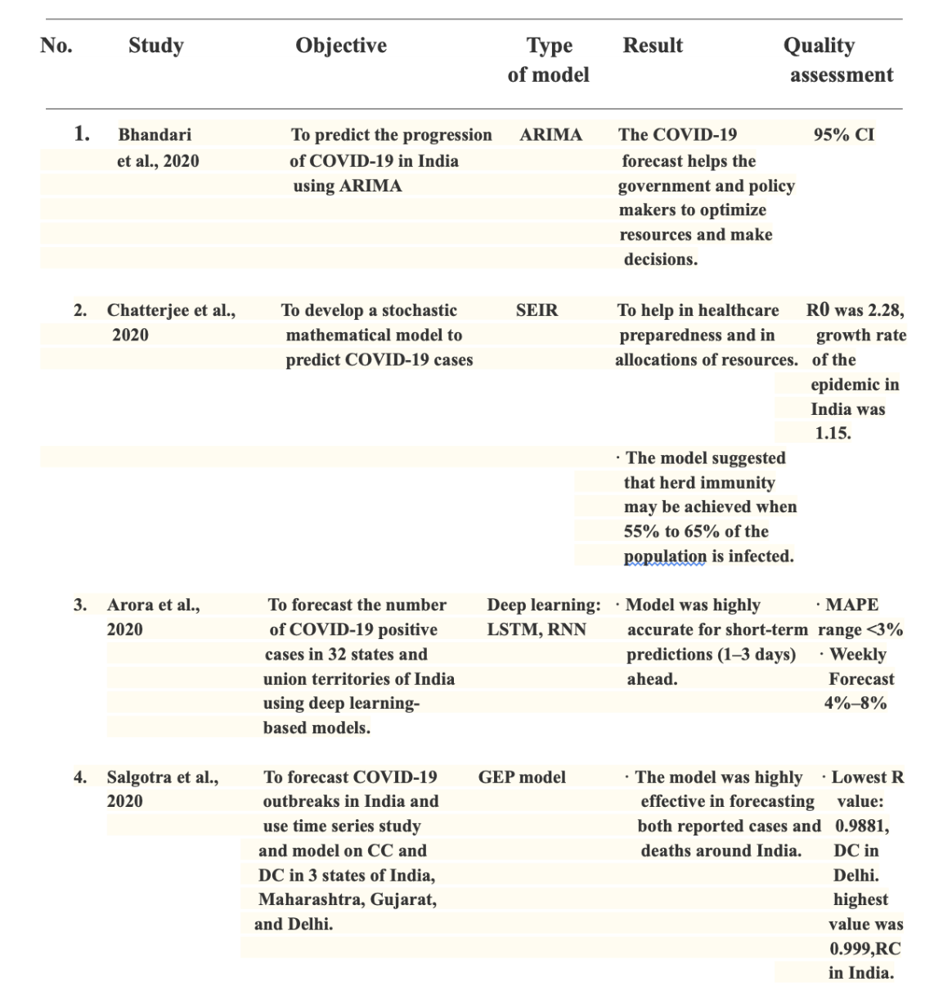 No. Study Objective Type Result Quality
of model assessment
1. Bhandari To predict the progression ARIMA The COVID-19 95% CI
et al., 2020 of COVID-19 in India forecast helps the
using ARIMA government and policy
makers to optimize
resources and make
decisions.
2. Chatterjee et al., To develop a stochastic SEIR To help in healthcare R0 was 2.28,
2020 mathematical model to preparedness and in growth rate
predict COVID-19 cases allocations of resources. of the
epidemic in
India was
1.15.
· The model suggested
that herd immunity
may be achieved when
55% to 65% of the
population is infected.
3. Arora et al., To forecast the number Deep learning: · Model was highly · MAPE
2020 of COVID-19 positive LSTM, RNN accurate for short-term range <3%
cases in 32 states and predictions (1–3 days) · Weekly
union territories of India ahead. Forecast
using deep learning- 4%–8%
based models.
4. Salgotra et al., To forecast COVID-19 GEP model · The model was highly · Lowest R
2020 outbreaks in India and effective in forecasting value:
use time series study both reported cases and 0.9881,
and model on CC and deaths around India. DC in
DC in 3 states of India, Delhi.
Maharashtra, Gujarat, highest
and Delhi. value was
0.999,RC
in India.